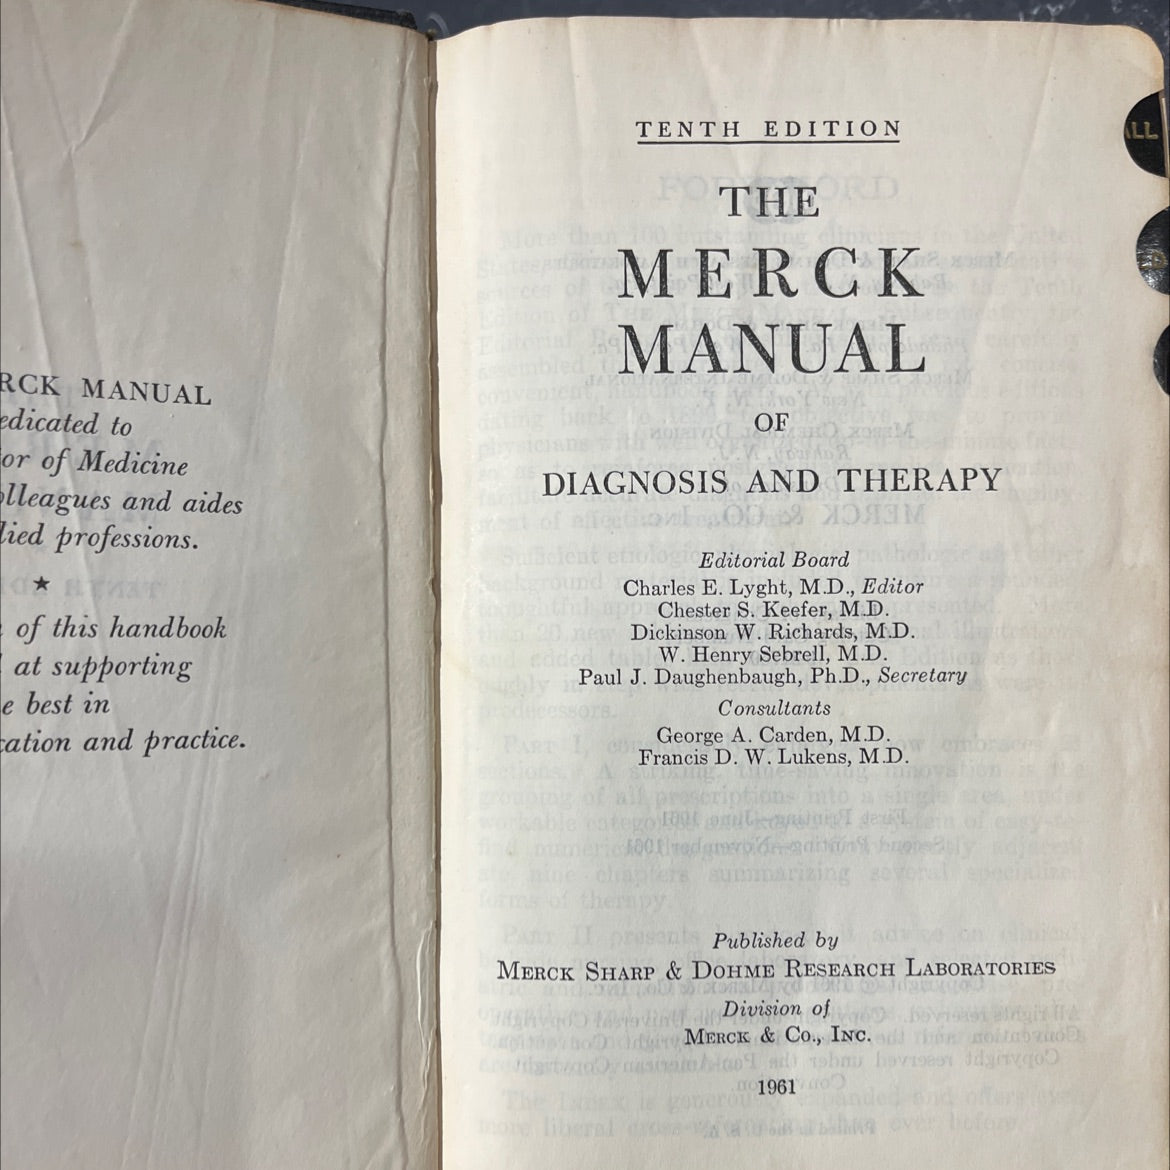 RCK MANUAL
edicated to
or of Medicine
lleagues and aides
lied professions.
★
of this handbook
at supporting
e best in
cation and practice.
TENTH EDITION
THE
MERCK
MANUAL
OF
DIAGNOSIS AND THERAPY
Editorial Board
Charles E. Lyght, M.D., Editor
Chester S. Keefer, M.D.
Dickinson W. Richards, M.D.
W. Henry Sebrell, M.D.
Paul J. Daughenbaugh, Ph.D., Secretary
Consultants
George A. Carden, M.D.
Francis D. W. Lukens, M.D.
Published by
MERCK SHARP & DOHME RESEARCH LABORATORIES
Division of
MERCK & CO., INC.
1961
ALL